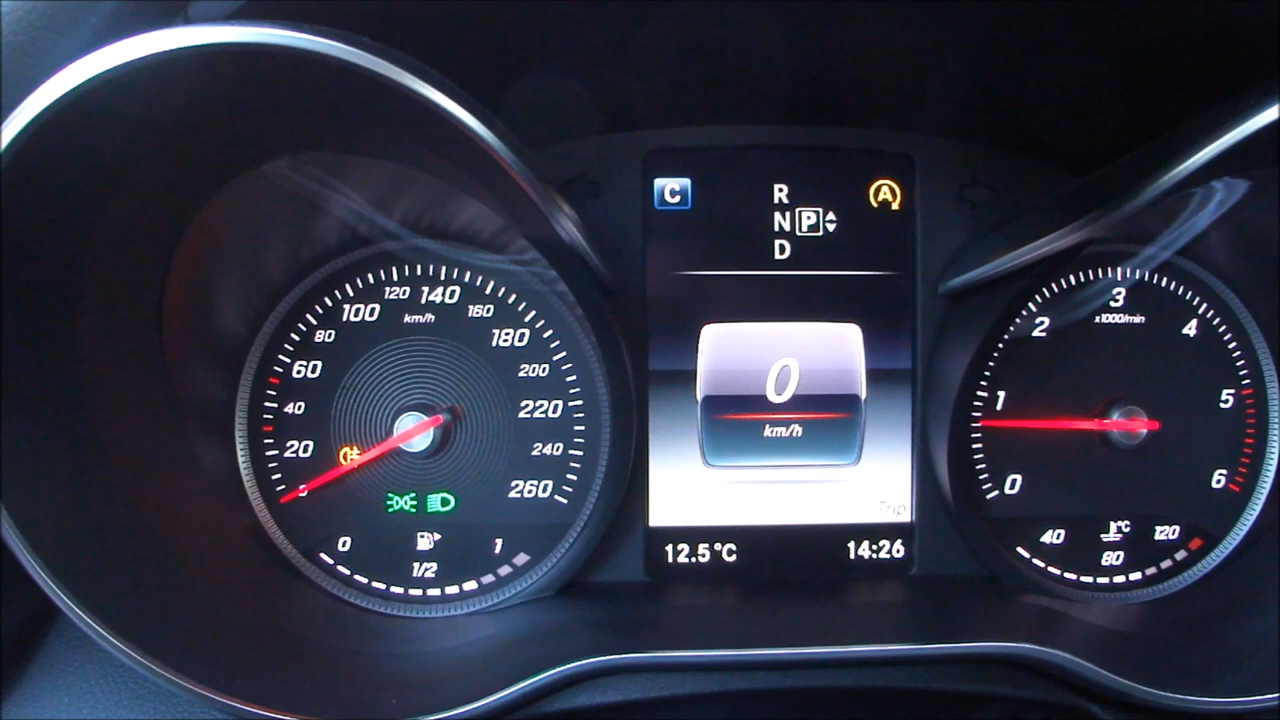 C
R
A
N P
D
120 140
100 160
km/h
80 180
60 200
40 220
20 240
0 260
0 1
1/2
0
km/h
Trip
12.5°C 14:26
3
x1000/min
2 4
1 5
0 6
°C
40 120
80